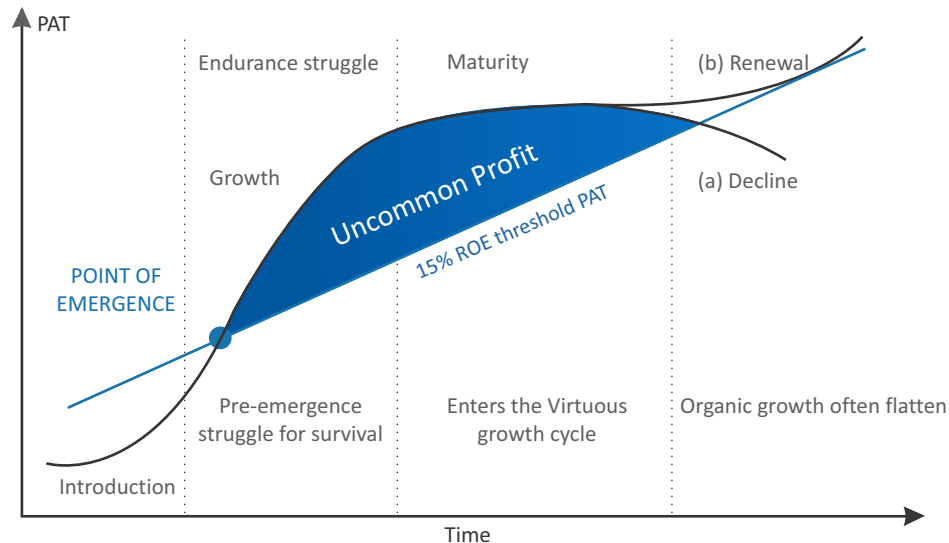 PAT
Endurance struggle
Maturity
(b) Renewal
Growth
Uncommon Profit
(a) Decline
15% ROE threshold PAT
POINT OF
EMERGENCE
Pre-emergence
struggle for survival
Enters the Virtuous
growth cycle
Organic growth often flatten
Introduction
Time